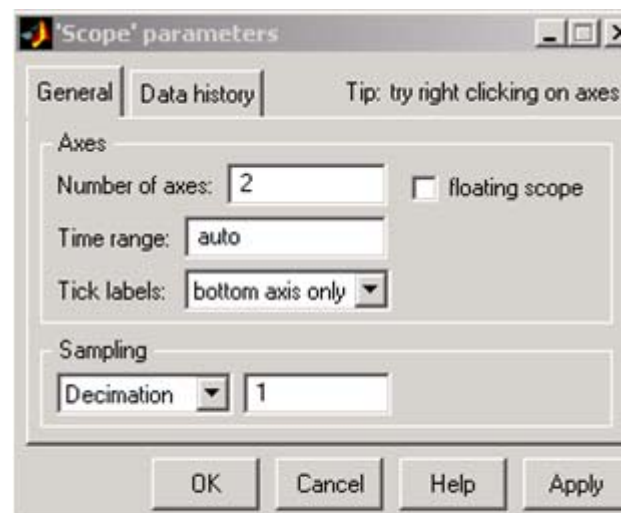 'Scope' parameters
General Data history Tip: try right clicking on axes
Axes
Number of axes: 2 floating scope
Time range: auto
Tick labels: bottom axis only
Sampling
Decimation 1
OK Cancel Help Apply